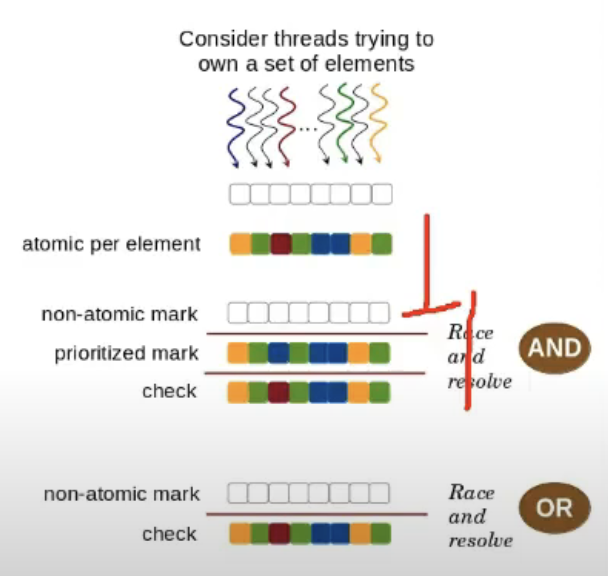 Consider threads trying to
own a set of elements
...
atomic per element
non-atomic mark
prioritized mark
check
Race
and
resolve
AND
non-atomic mark
check
Race
and
resolve
OR